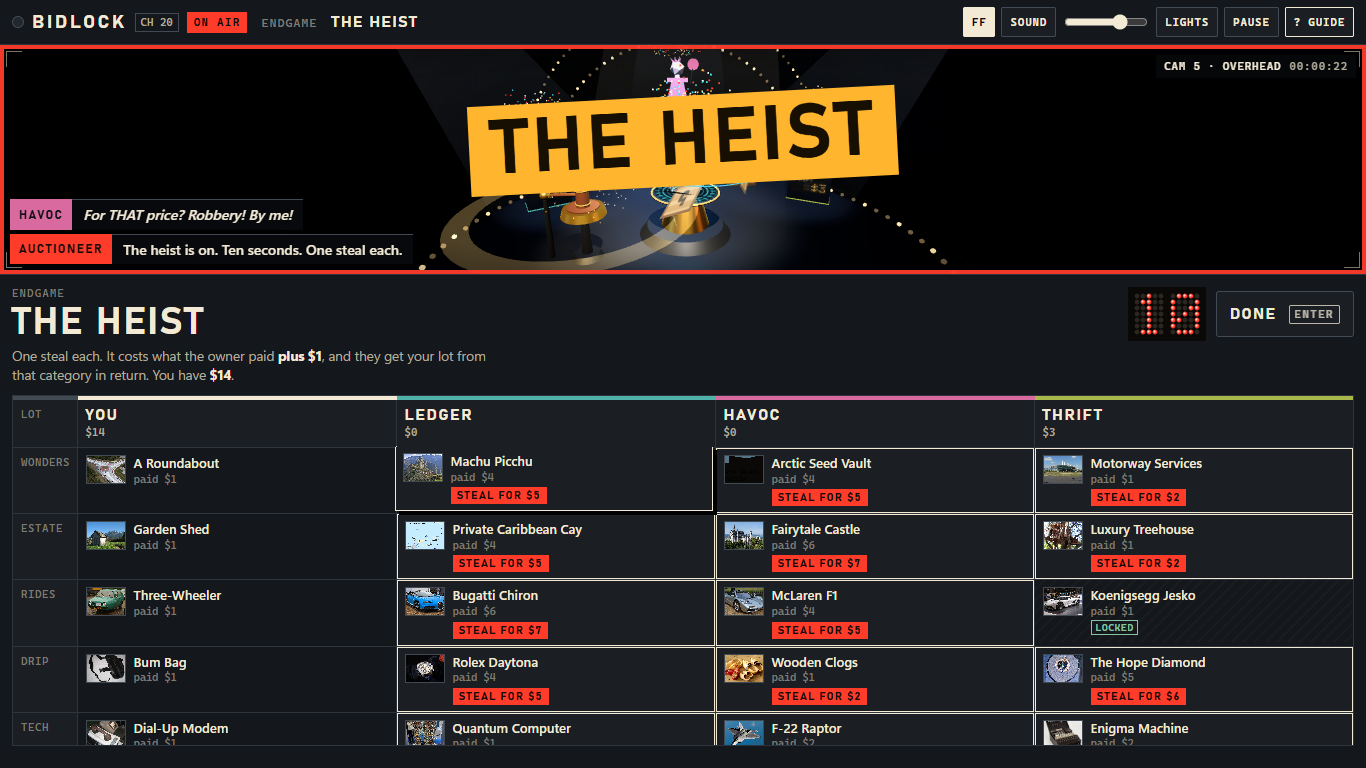 BIDLOCK CH 20 ON AIR ENDGAME THE HEIST FF SOUND LIGHTS PAUSE ? GUIDE
CAM 5 · OVERHEAD 00:00:22
THE HEIST
#3
HAVOC For THAT price? Robbery! By me!
AUCTIONEER The heist is on. Ten seconds. One steal each.
ENDGAME
THE HEIST
10 DONE ENTER
One steal each. It costs what the owner paid plus $1, and they get your lot from
that category in return. You have $14.
LOT YOU LEDGER HAVOC THRIFT
$14 $0 $0 $3
WONDERS A Roundabout Machu Picchu Arctic Seed Vault Motorway Services
paid $1 paid $4 paid $4 paid $1
STEAL FOR $5 STEAL FOR $5 STEAL FOR $2
ESTATE Garden Shed Private Caribbean Cay Fairytale Castle Luxury Treehouse
paid $1 paid $4 paid $6 paid $1
STEAL FOR $5 STEAL FOR $7 STEAL FOR $2
RIDES Three-Wheeler Bugatti Chiron McLaren F1 Koenigsegg Jesko
paid $1 paid $6 paid $4 paid $1
STEAL FOR $7 STEAL FOR $5 LOCKED
DRIP Bum Bag Rolex Daytona Wooden Clogs The Hope Diamond
paid $1 paid $4 paid $1 paid $5
STEAL FOR $5 STEAL FOR $2 STEAL FOR $6
TECH Dial-Up Modem Quantum Computer F-22 Raptor Enigma Machine
paid $1 paid $1 paid $2 paid $2